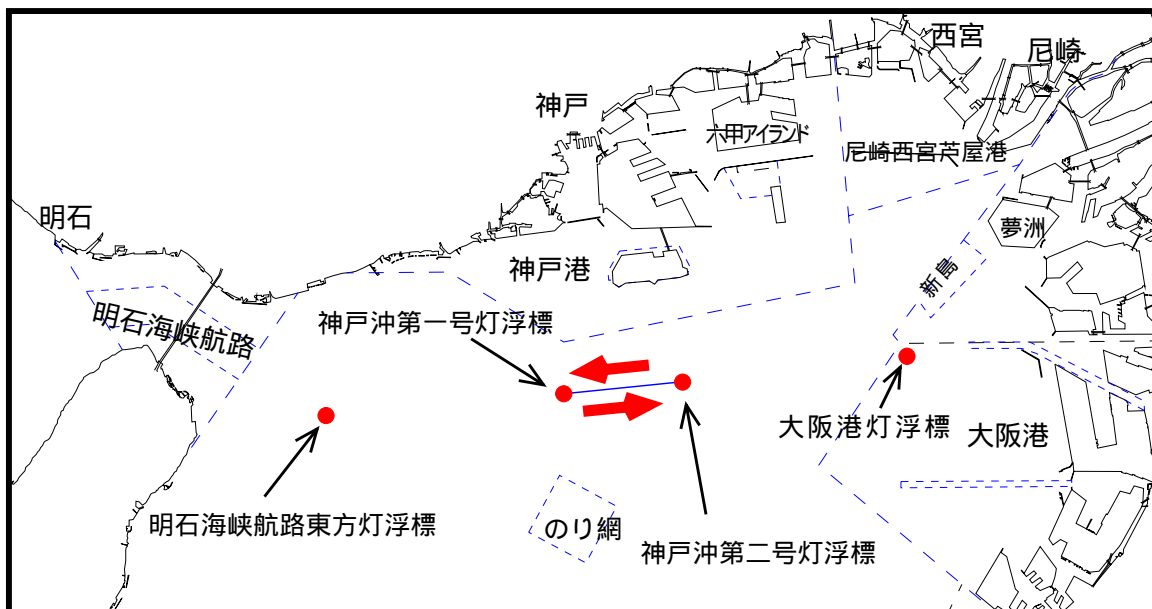 西宮
尼崎
神戸
六甲アイランド
尼崎西宮芦屋港
明石
夢洲
神戸港
新島
明石海峡航路
神戸沖第一号灯浮標
大阪港灯浮標
大阪港
明石海峡航路東方灯浮標
のり網
神戸沖第二号灯浮標